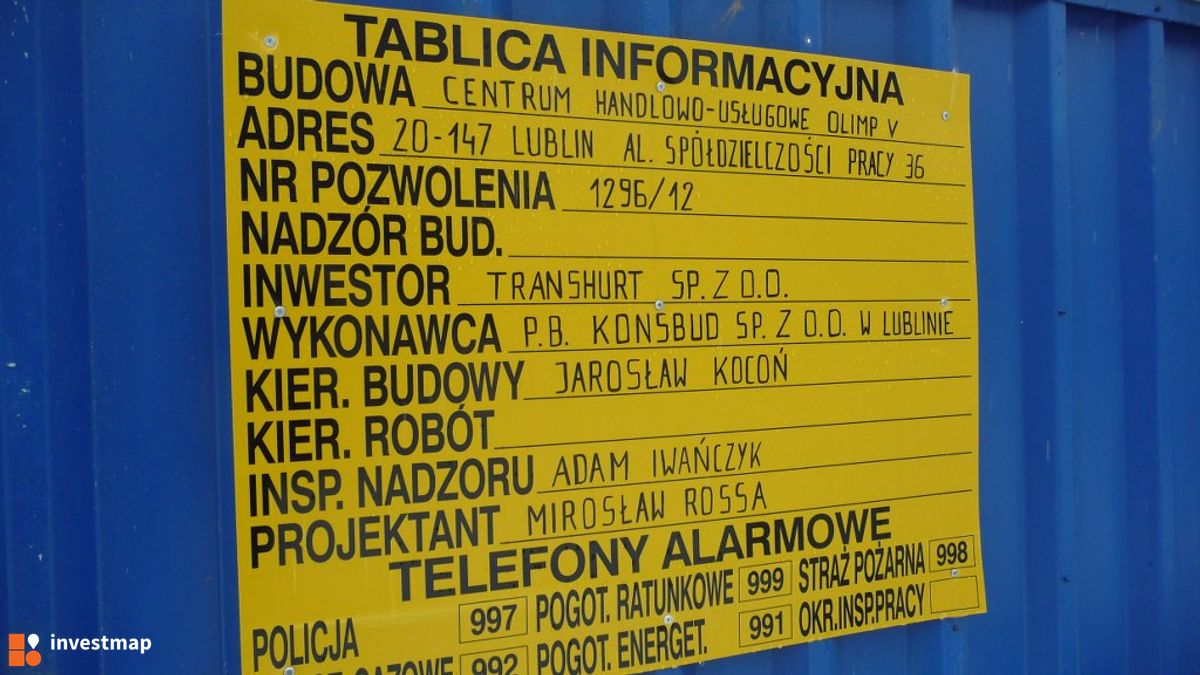 TABLICA INFORMACYJNA
BUDOWA CENTRUM HANDLOWO-USŁUGOWE OLIMP V
ADRES 20-147 LUBLIN AL. SPÓŁDZIELCZOŚCI PRACY 36
NR POZWOLENIA 1296/12
NADZÓR BUD.
INWESTOR TRANSHURT SP. Z O.O.
WYKONAWCA P.B. KONSBUD SP. Z O.O. W LUBLINIE
KIER. BUDOWY JAROSŁAW KOCOŃ
KIER. ROBÓT
INSP. NADZORU ADAM IWAŃCZYK
PROJEKTANT MIROSŁAW ROSSA
TELEFONY ALARMOWE
POLICJA 997 POGOT. RATUNKOWE 999 STRAŻ POŻARNA 998
GAZOWE 992 POGOT. ENERGET. 991 OKR.INSP.PRACY
investmap